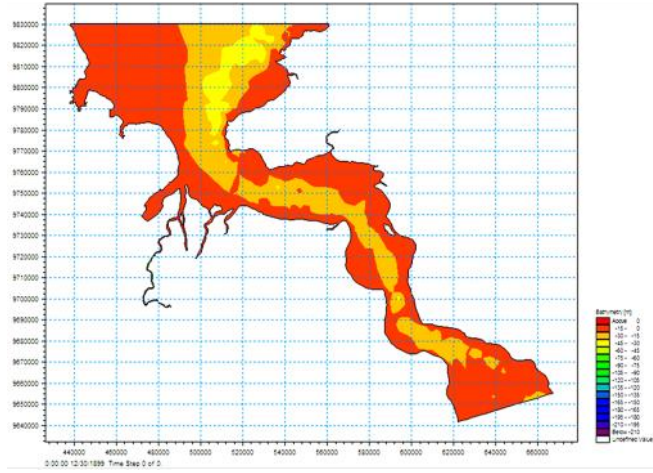 9830000
9820000
9810000
9800000
9790000
9780000
9770000
9760000
9750000
9740000
9730000
9720000
9710000
9700000
9690000
9680000
9670000
9660000
9650000
9640000
440000 460000 480000 500000 520000 540000 560000 580000 600000 620000 640000 660000
0:00:00 12/30/1899 Time Step 0 of 0
Bathymetry [m]
Above 0
-15 - 0
-30 - -15
-45 - -30
-60 - -45
-75 - -60
-90 - -75
-105 - -90
-120 - -105
-135 - -120
-150 - -135
-165 - -150
-180 - -165
-195 - -180
-210 - -195
Below -210
Undefined Value